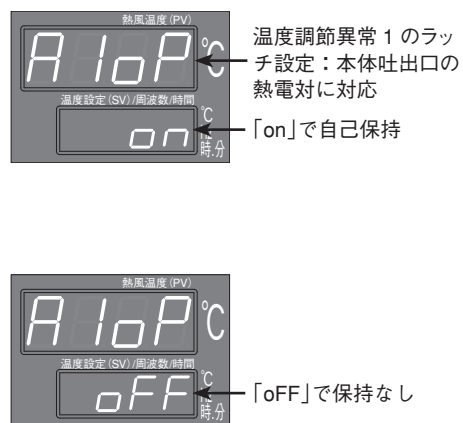 熱風温度(PV)
A1oP ℃
温度設定(SV)/周波数/時間
on ℃
時.分
温度調節異常 1 のラッ
チ設定:本体吐出口の
熱電対に対応
「on」で自己保持
熱風温度(PV)
A1oP ℃
温度設定(SV)/周波数/時間
oFF ℃
時.分
「oFF」で保持なし